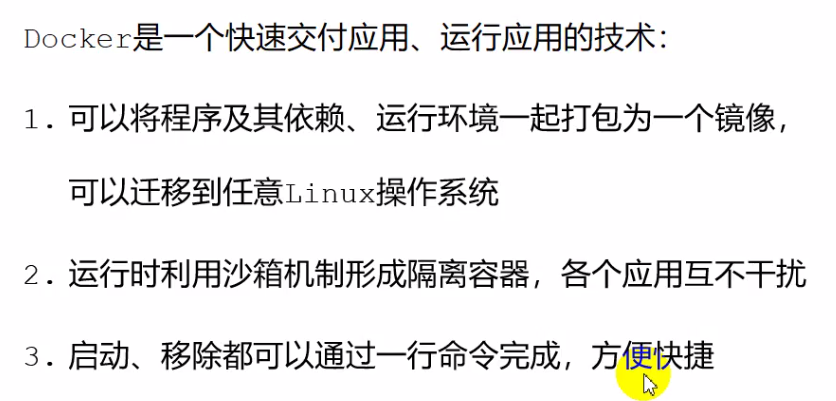 Docker是一个快速交付应用、运行应用的技术：
1. 可以将程序及其依赖、运行环境一起打包为一个镜像，
可以迁移到任意Linux操作系统
2. 运行时利用沙箱机制形成隔离容器，各个应用互不干扰
3. 启动、移除都可以通过一行命令完成，方便快捷